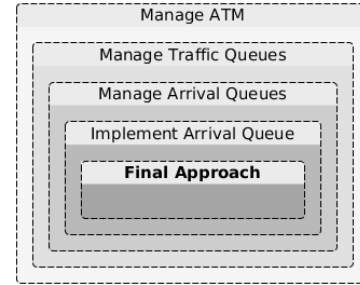 Manage ATM
Manage Traffic Queues
Manage Arrival Queues
Implement Arrival Queue
Final Approach